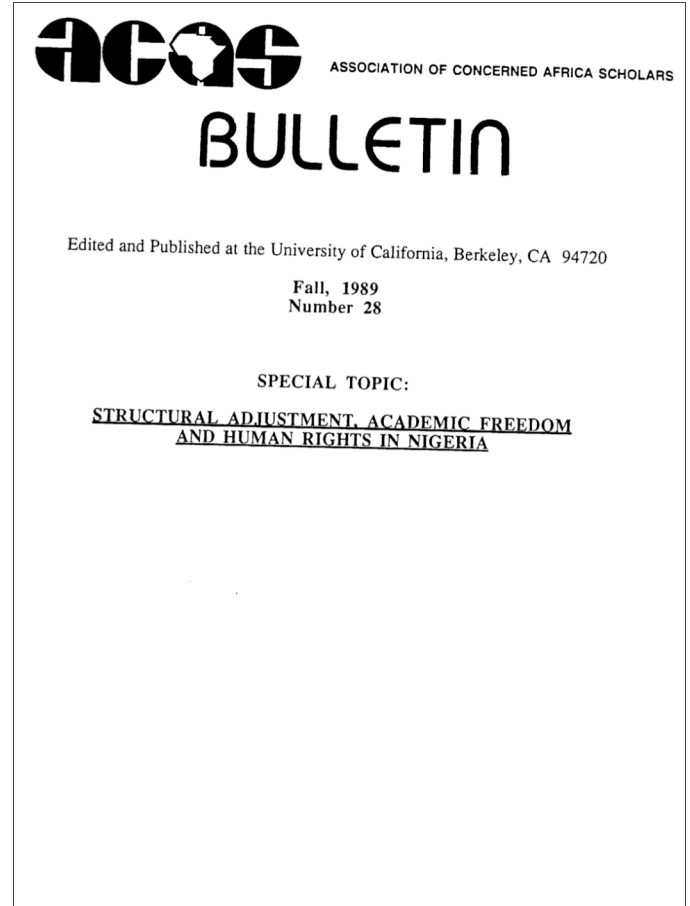 acas
ASSOCIATION OF CONCERNED AFRICA SCHOLARS
BULLETIN
Edited and Published at the University of California, Berkeley, CA 94720
Fall, 1989
Number 28
SPECIAL TOPIC:
STRUCTURAL ADJUSTMENT, ACADEMIC FREEDOM
AND HUMAN RIGHTS IN NIGERIA